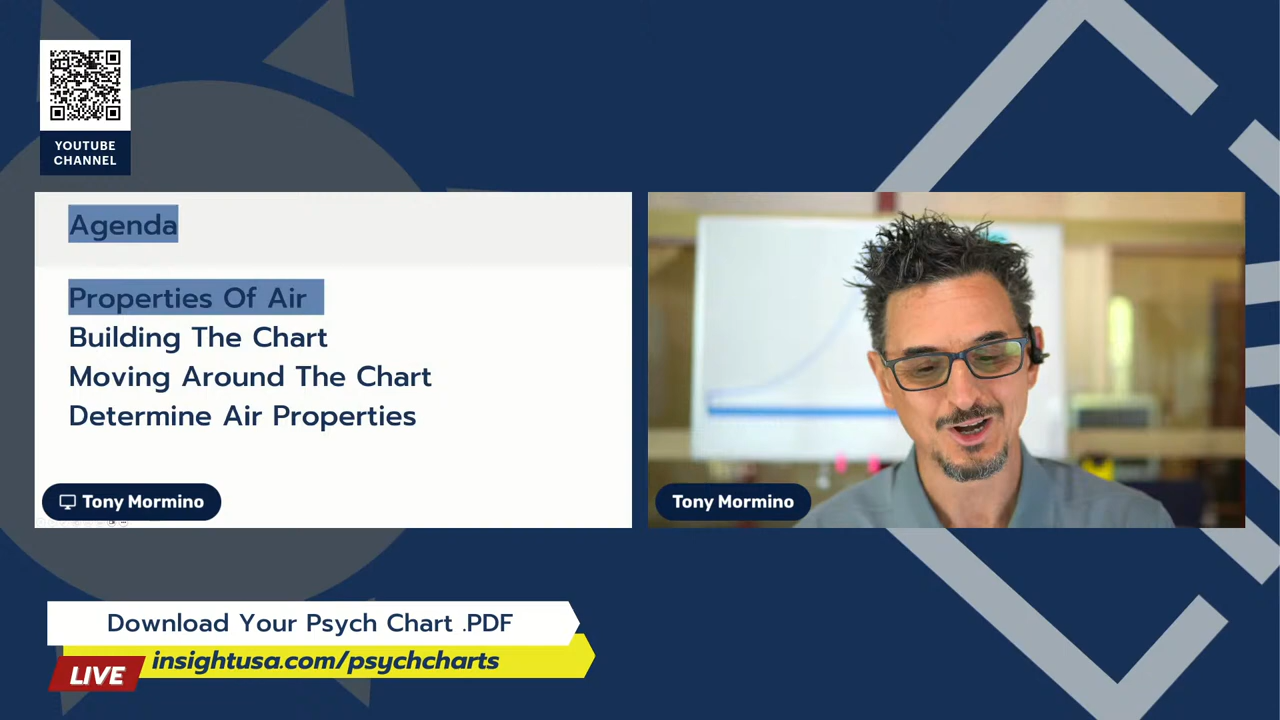 YOUTUBE
CHANNEL
Agenda
Properties Of Air
Building The Chart
Moving Around The Chart
Determine Air Properties
Tony Mormino
Tony Mormino
Download Your Psych Chart .PDF
insightusa.com/psychcharts
LIVE